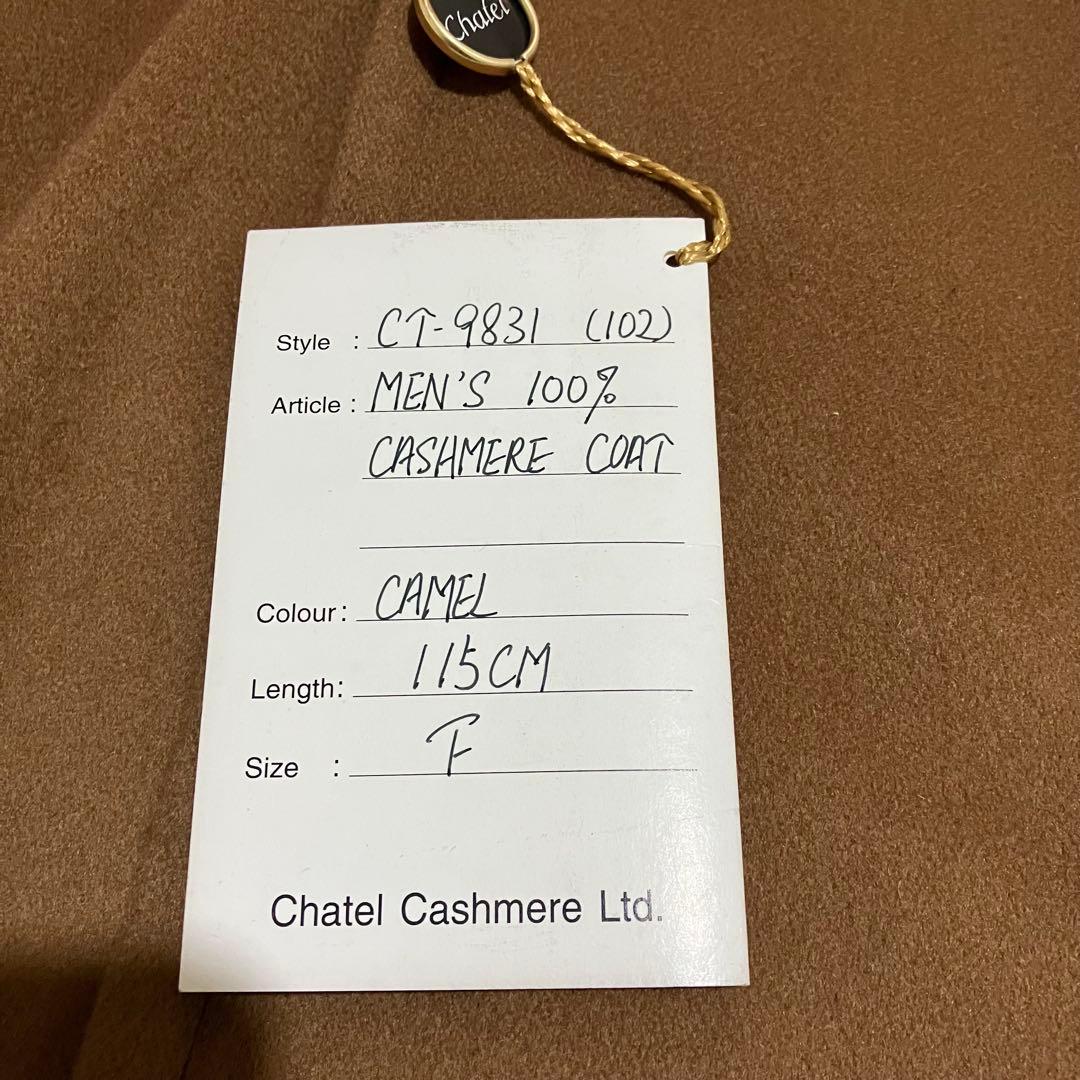 Chatel
Style : CT-9831 (102)
Article : MEN'S 100%
CASHMERE COAT
Colour: CAMEL
Length: 115CM
Size : F
Chatel Cashmere Ltd.